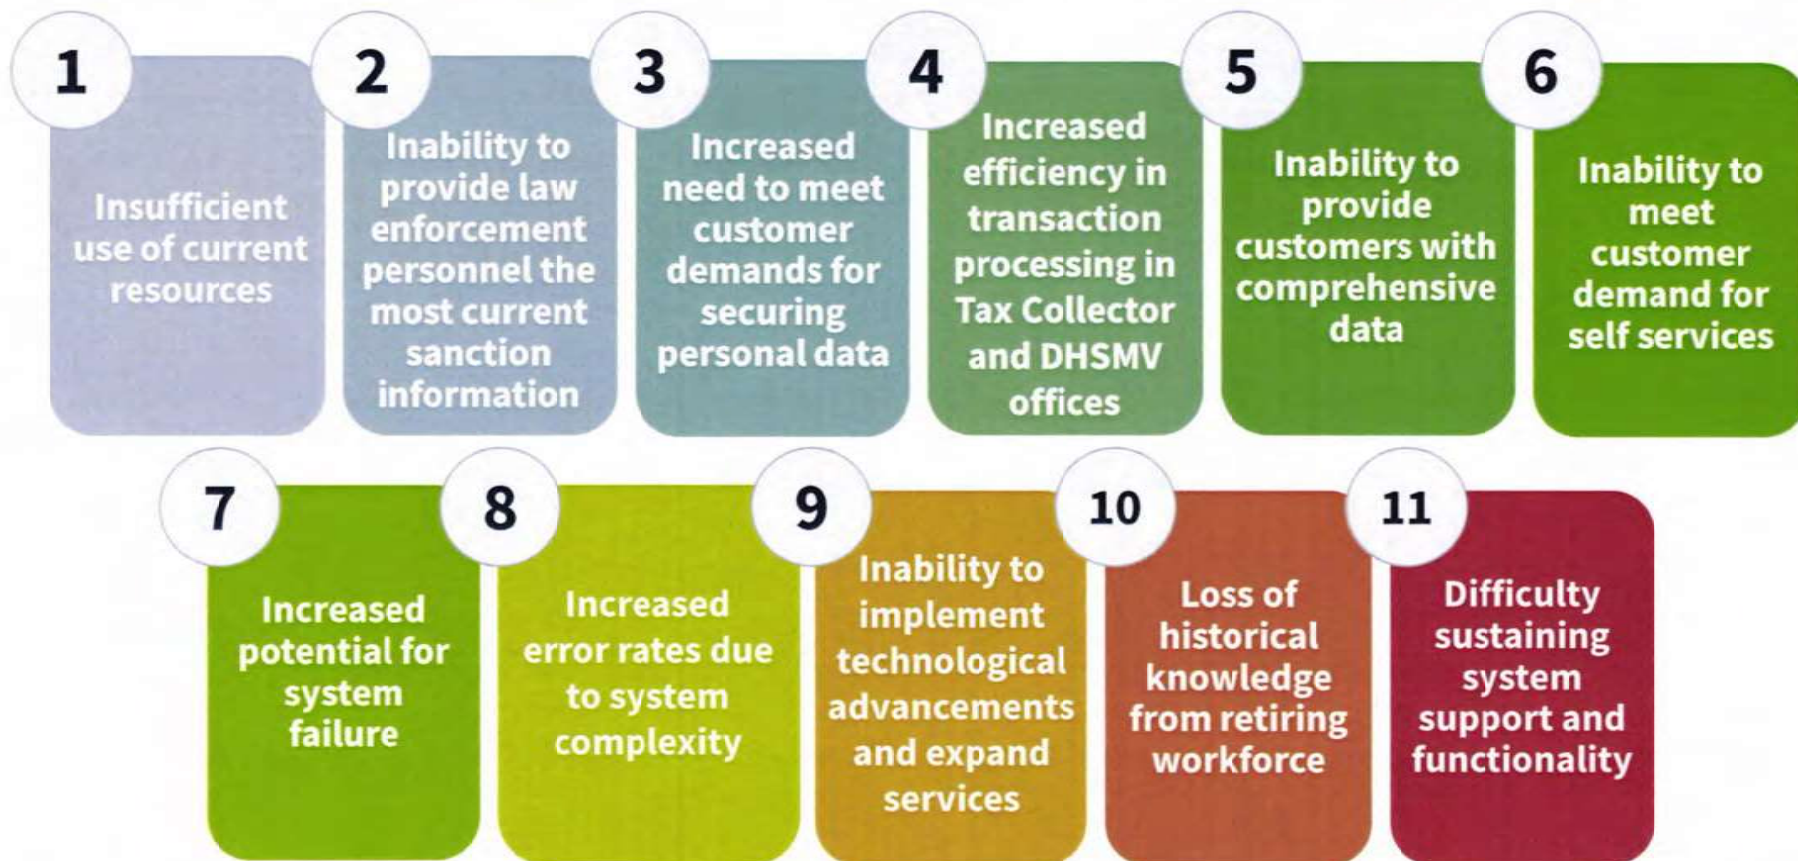 1
Insufficient
use of current
resources
2
Inability to
provide law
enforcement
personnel the
most current
sanction
information
3
Increased
need to meet
customer
demands for
securing
personal data
4
Increased
efficiency in
transaction
processing in
Tax Collector
and DHSMV
offices
5
Inability to
provide
customers with
comprehensive
data
6
Inability to
meet
customer
demand for
self services
7
Increased
potential for
system
failure
8
Increased
error rates due
to system
complexity
9
Inability to
implement
technological
advancements
and expand
services
10
Loss of
historical
knowledge
from retiring
workforce
11
Difficulty
sustaining
system
support and
functionality